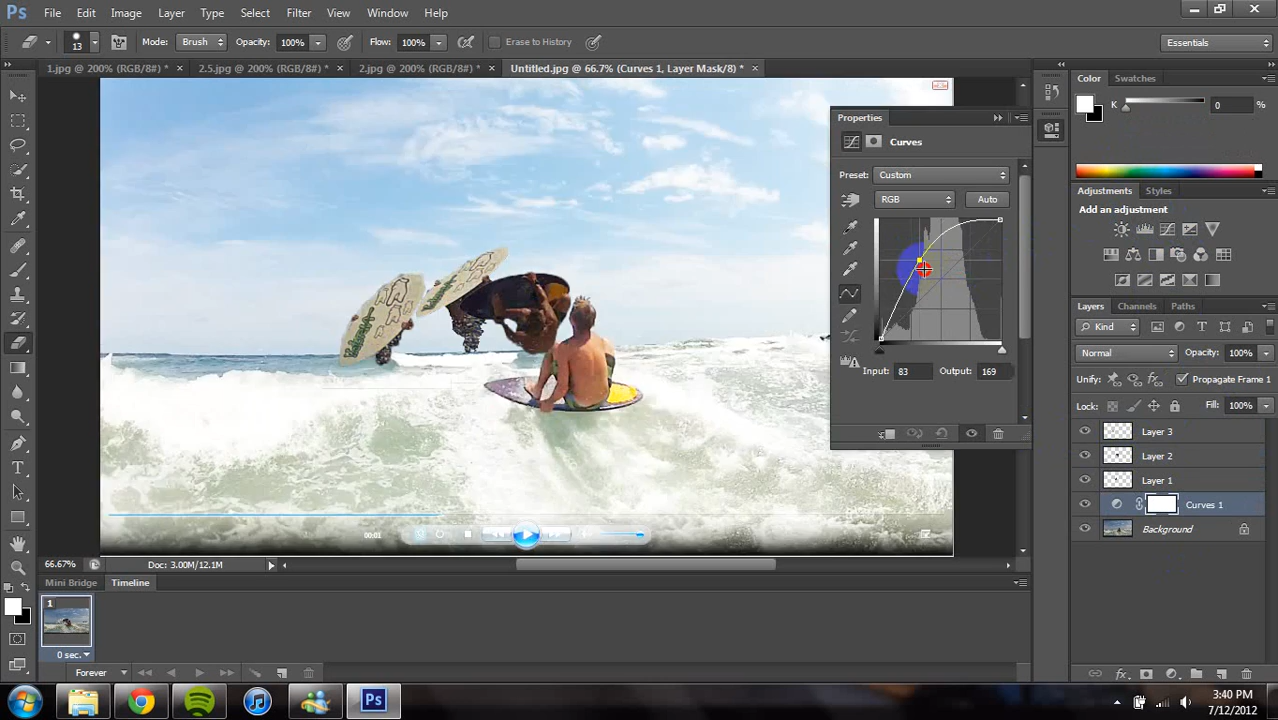 Ps File Edit Image Layer Type Select Filter View Window Help
13 Mode: Brush Opacity: 100% Flow: 100% Erase to History Essentials
1.jpg @ 200% (RGB/8#) * × 2.5.jpg @ 200% (RGB/8#) * × 2.jpg @ 200% (RGB/8#) * × Untitled.jpg @ 66.7% (Curves 1, Layer Mask/8) * ×
Color Swatches
K 0 %
Properties
Curves
Preset: Custom
RGB Auto
Input: 83 Output: 169
Adjustments Styles
Add an adjustment
Layers Channels Paths
Kind
Normal Opacity: 100%
Unify: Propagate Frame 1
Lock: Fill: 100%
Layer 3
Layer 2
Layer 1
Curves 1
Background
00:01
66.67% Doc: 3.00M/12.1M
Mini Bridge Timeline
1
0 sec.
Forever
Ps
3:40 PM
7/12/2012